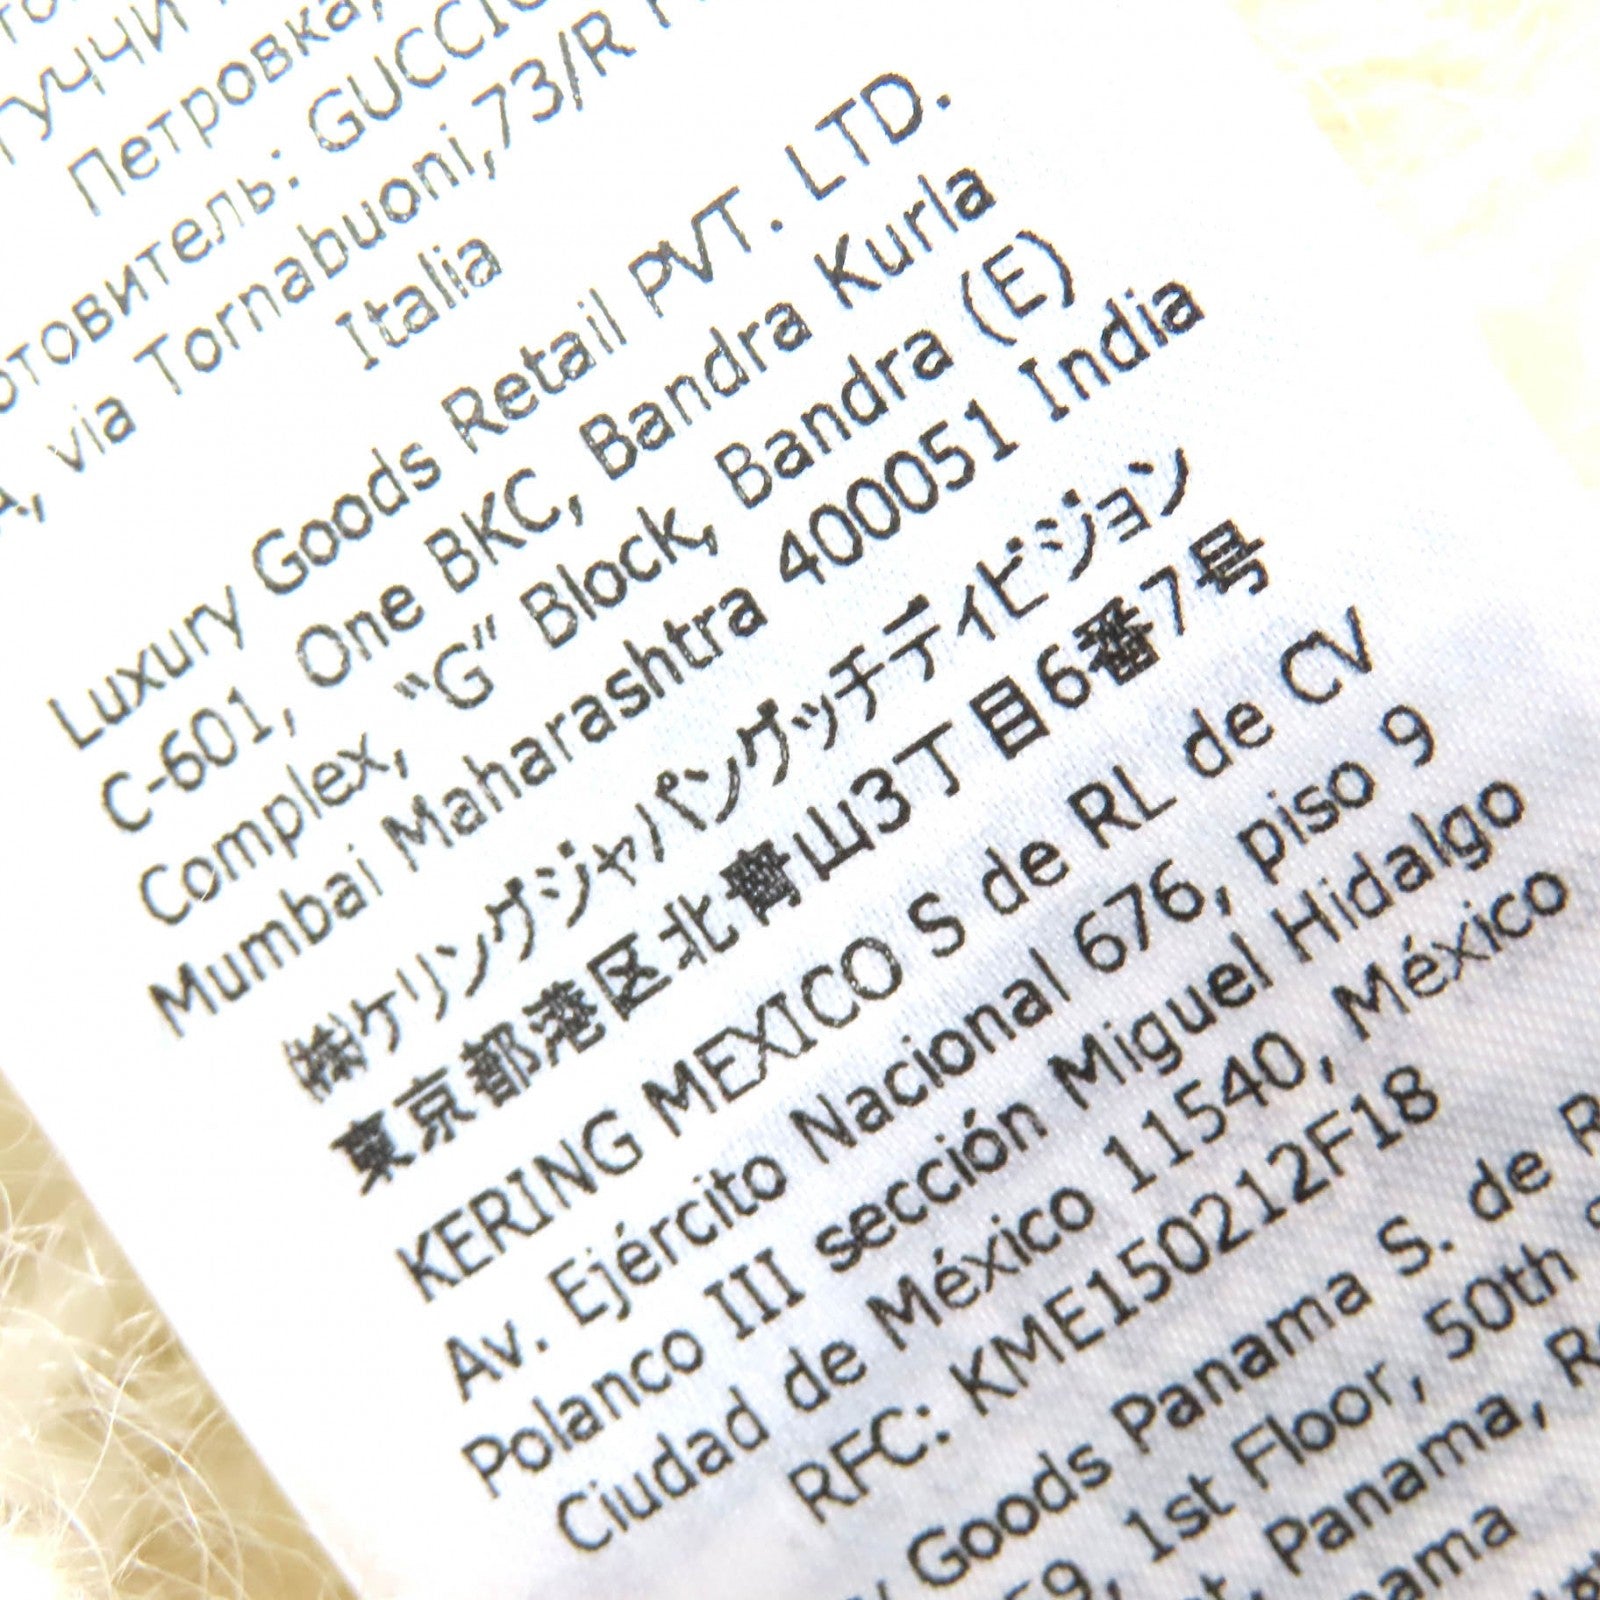 Петровка,
отовитель: GUCCIO
A, via Tornabuoni,73/R
Italia
Luxury Goods Retail PVT. LTD.
C-601, One BKC, Bandra Kurla
Complex, “G” Block, Bandra (E)
Mumbai Maharashtra 400051 India
㈱ケリングジャパングッチディビジョン
東京都港区北青山3丁目6番7号
KERING MEXICO S de RL de CV
Av. Ejército Nacional 676, piso 9
Polanco III sección Miguel Hidalgo
Ciudad de México 11540, México
RFC: KME150212F18
Goods Panama S. de R
59, 1st Floor, 50th
Panama,